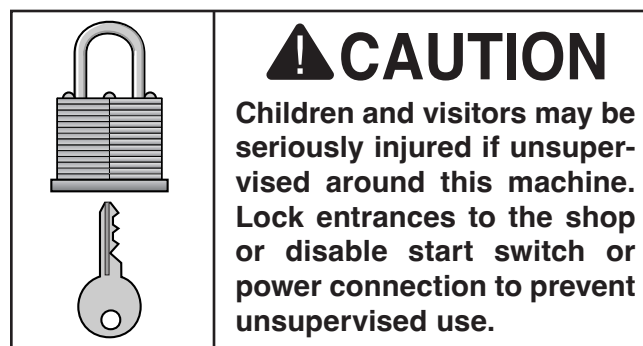 CAUTION
Children and visitors may be
seriously injured if unsuper-
vised around this machine.
Lock entrances to the shop
or disable start switch or
power connection to prevent
unsupervised use.